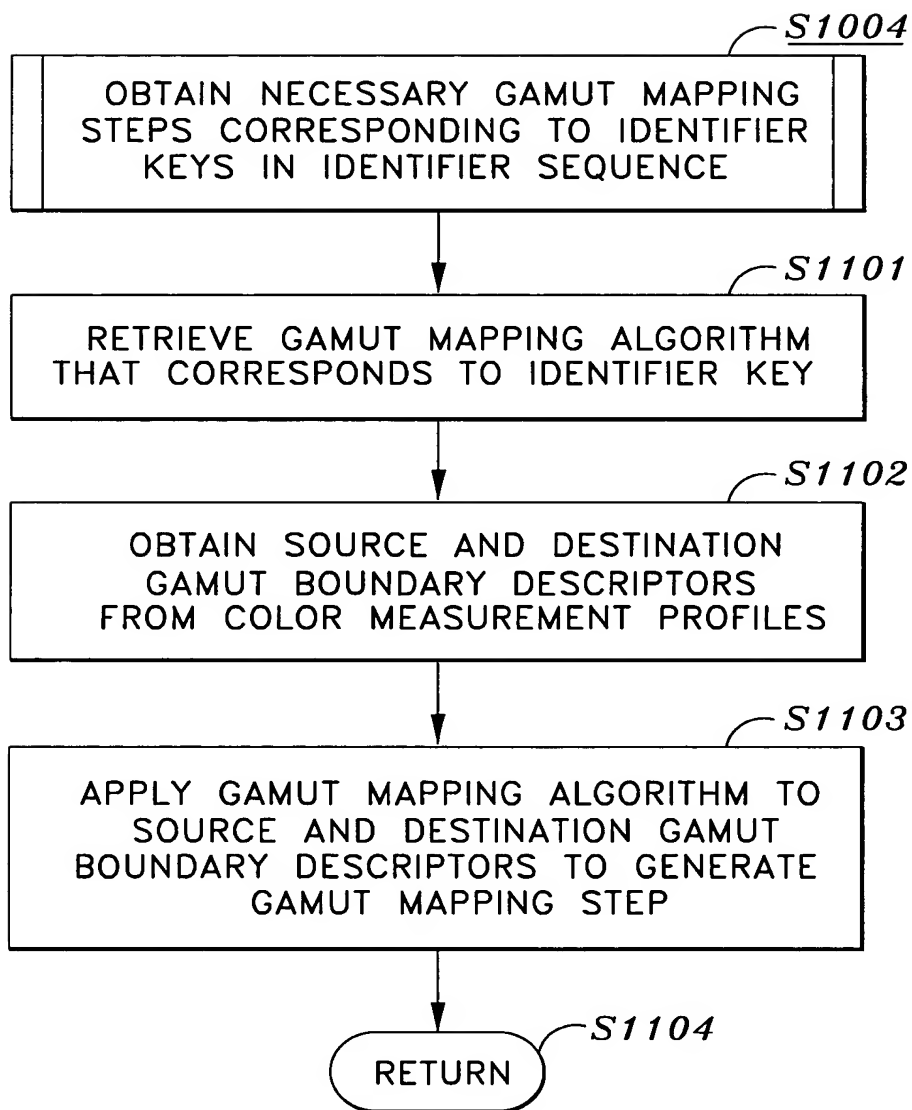 S1004
OBTAIN NECESSARY GAMUT MAPPING
STEPS CORRESPONDING TO IDENTIFIER
KEYS IN IDENTIFIER SEQUENCE
S1101
RETRIEVE GAMUT MAPPING ALGORITHM
THAT CORRESPONDS TO IDENTIFIER KEY
S1102
OBTAIN SOURCE AND DESTINATION
GAMUT BOUNDARY DESCRIPTORS
FROM COLOR MEASUREMENT PROFILES
S1103
APPLY GAMUT MAPPING ALGORITHM TO
SOURCE AND DESTINATION GAMUT
BOUNDARY DESCRIPTORS TO GENERATE
GAMUT MAPPING STEP
S1104
RETURN